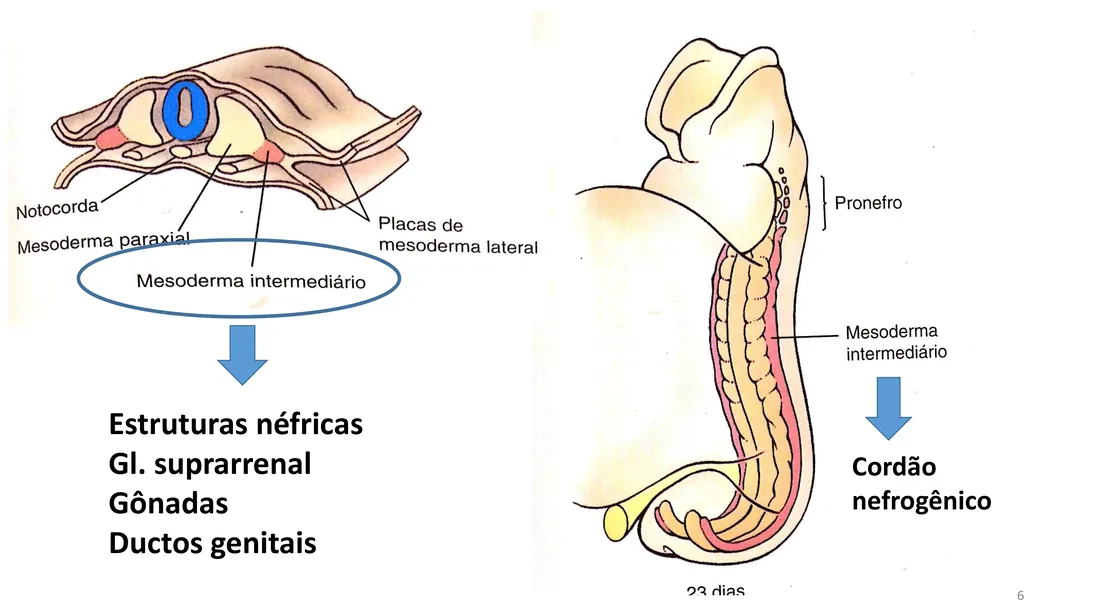 Notocorda
Mesoderma paraxial
Mesoderma intermediário
Placas de
mesoderma lateral
Estruturas néfricas
Gl. suprarrenal
Gônadas
Ductos genitais
Pronefro
Mesoderma
intermediário
Cordão
nefrogênico
23 dias
6